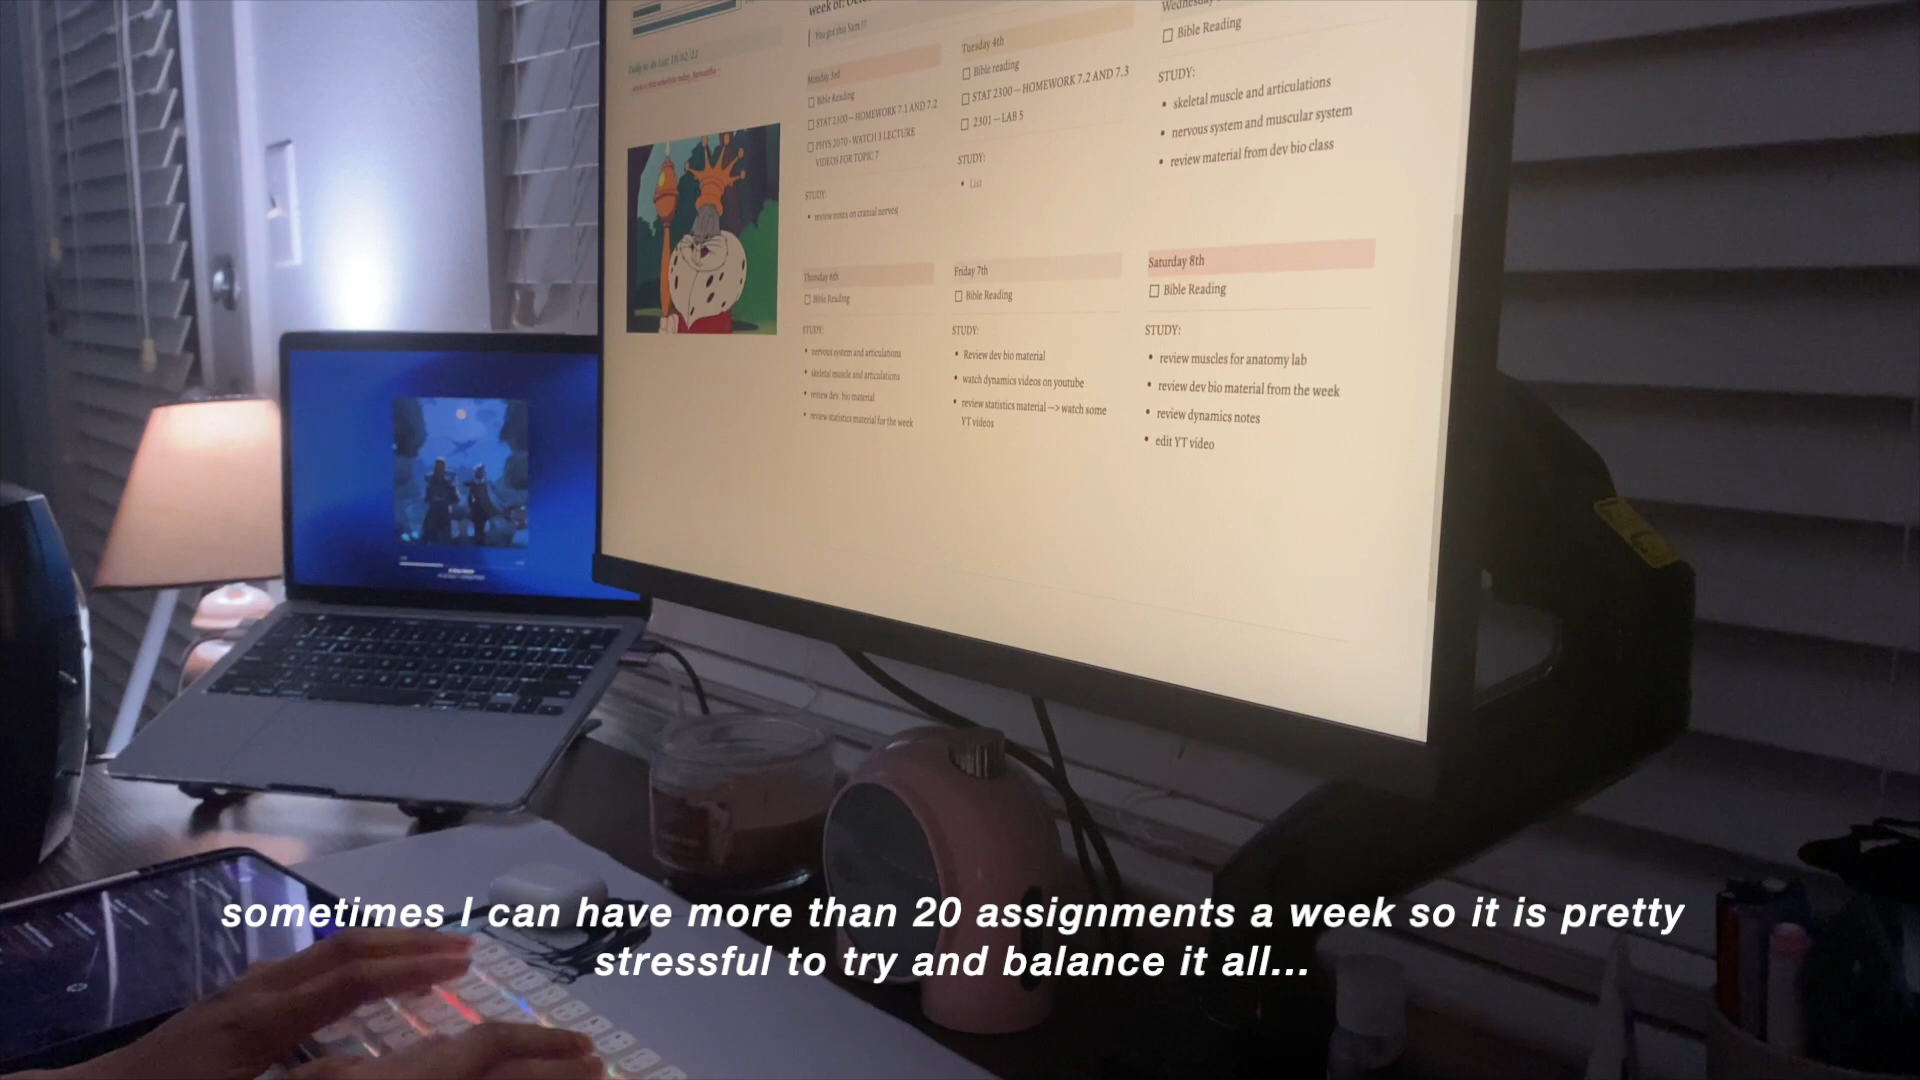 week of:
You got this Sam !!!
Monday 3rd
Bible Reading
STAT 2300 — HOMEWORK 7.1 AND 7.2
PHYS 2070 - WATCH 3 LECTURE
VIDEOS FOR TOPIC 7
STUDY:
review notes on cranial nerves
Tuesday 4th
Bible reading
STAT 2300 — HOMEWORK 7.2 AND 7.3
2301 — LAB 5
STUDY:
List
Wednesday
Bible Reading
STUDY:
skeletal muscle and articulations
nervous system and muscular system
review material from dev bio class
Thursday 6th
Bible Reading
STUDY:
nervous system and articulations
skeletal muscle and articulations
review dev. bio material
review statistics material for the week
Friday 7th
Bible Reading
STUDY:
Review dev bio material
watch dynamics videos on youtube
review statistics material —> watch some
YT videos
Saturday 8th
Bible Reading
STUDY:
review muscles for anatomy lab
review dev bio material from the week
review dynamics notes
edit YT video
sometimes I can have more than 20 assignments a week so it is pretty
stressful to try and balance it all...